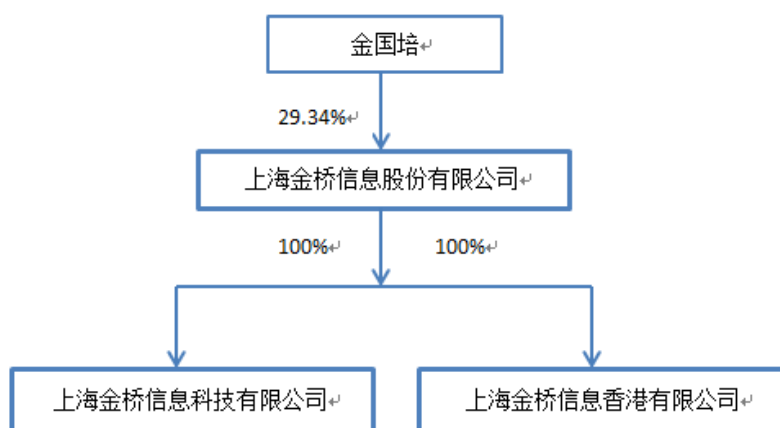 金国培
29.34%
上海金桥信息股份有限公司
100% 100%
上海金桥信息科技有限公司
上海金桥信息香港有限公司